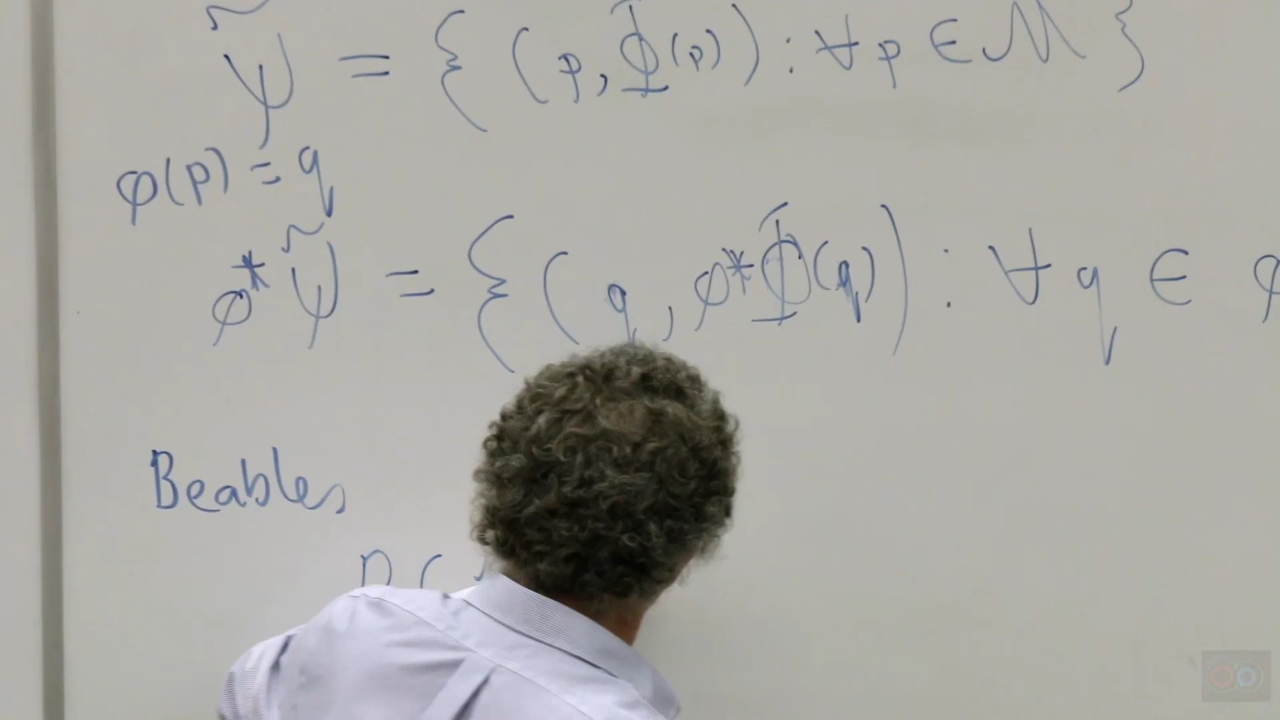 ψ̃ = { (p, Φ(p)) : ∀p ∈ M }
φ(p) = q
φ*ψ̃ = { (q, φ*Φ(q)) : ∀q ∈ φ
Beables